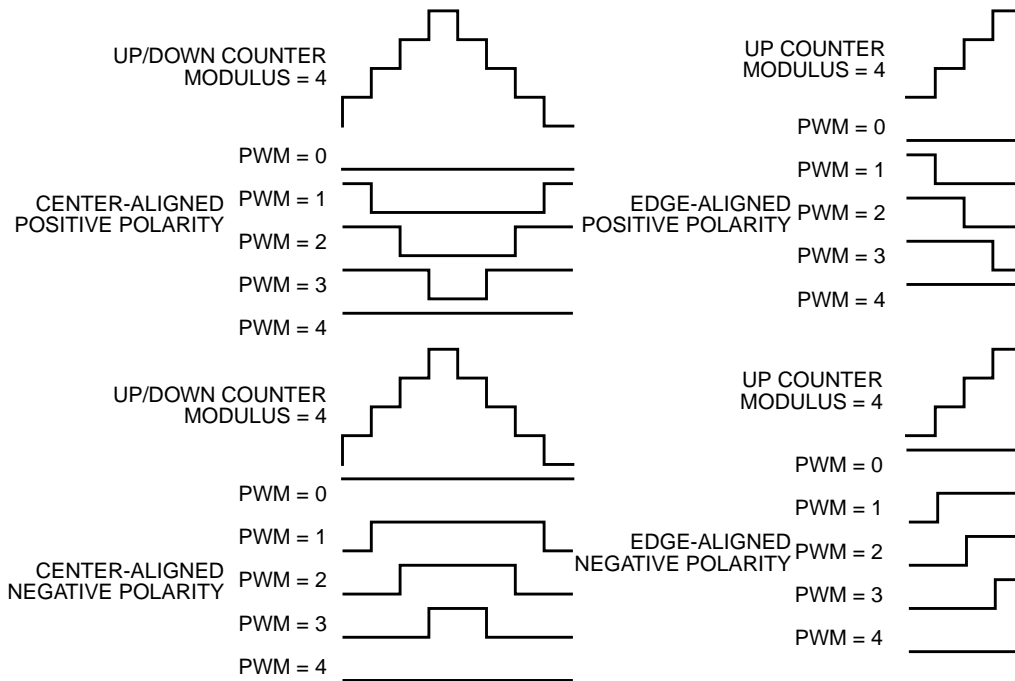 UP/DOWN COUNTER
MODULUS = 4
PWM = 0
CENTER-ALIGNED
POSITIVE POLARITY
PWM = 1
PWM = 2
PWM = 3
PWM = 4
UP COUNTER
MODULUS = 4
PWM = 0
PWM = 1
EDGE-ALIGNED
POSITIVE POLARITY
PWM = 2
PWM = 3
PWM = 4
UP/DOWN COUNTER
MODULUS = 4
PWM = 0
PWM = 1
CENTER-ALIGNED
NEGATIVE POLARITY
PWM = 2
PWM = 3
PWM = 4
UP COUNTER
MODULUS = 4
PWM = 0
PWM = 1
EDGE-ALIGNED
NEGATIVE POLARITY
PWM = 2
PWM = 3
PWM = 4